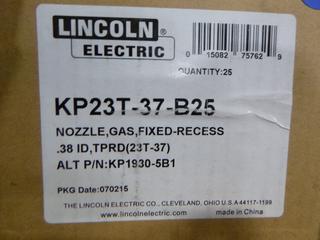 LINCOLN®
ELECTRIC
0 15082 75762 9
QUANTITY:25
KP23T-37-B25
NOZZLE,GAS,FIXED-RECESS
.38 ID,TPRD(23T-37)
ALT P/N:KP1930-5B1
PKG Date:070215
THE LINCOLN ELECTRIC CO., CLEVELAND, OHIO U.S.A 44117-1199
www.lincolnelectric.com
Made in Country